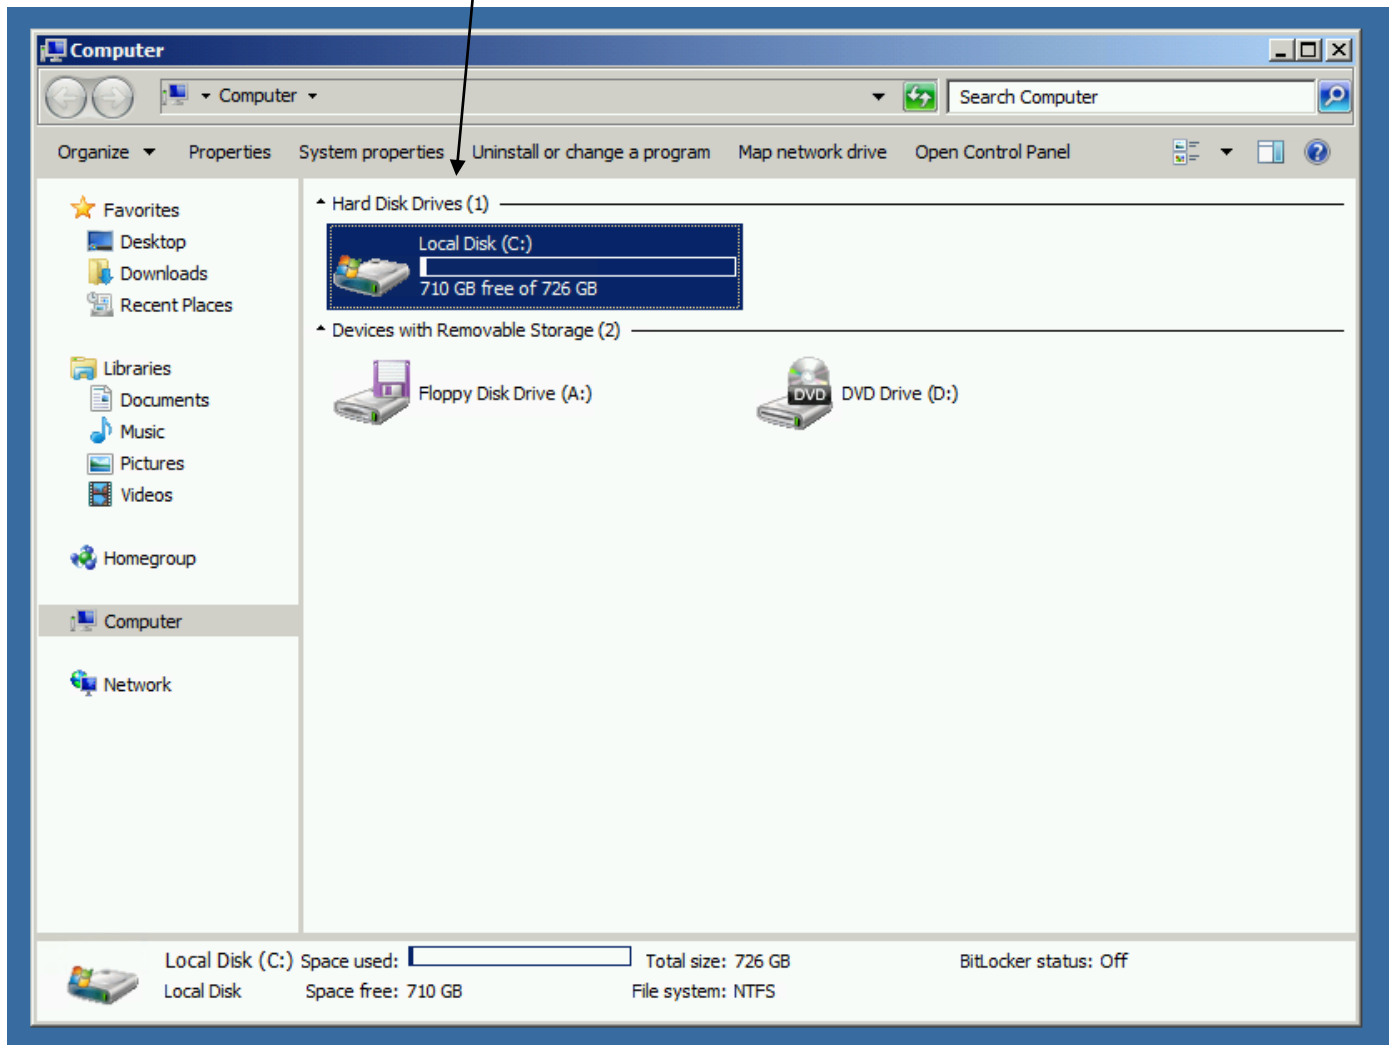 Computer
Computer
Search Computer
Organize Properties System properties Uninstall or change a program Map network drive Open Control Panel
Favorites
Desktop
Downloads
Recent Places
Libraries
Documents
Music
Pictures
Videos
Homegroup
Computer
Network
Hard Disk Drives (1)
Local Disk (C:)
710 GB free of 726 GB
Devices with Removable Storage (2)
Floppy Disk Drive (A:)
DVD
DVD Drive (D:)
Local Disk (C:) Space used: Total size: 726 GB BitLocker status: Off
Local Disk Space free: 710 GB File system: NTFS